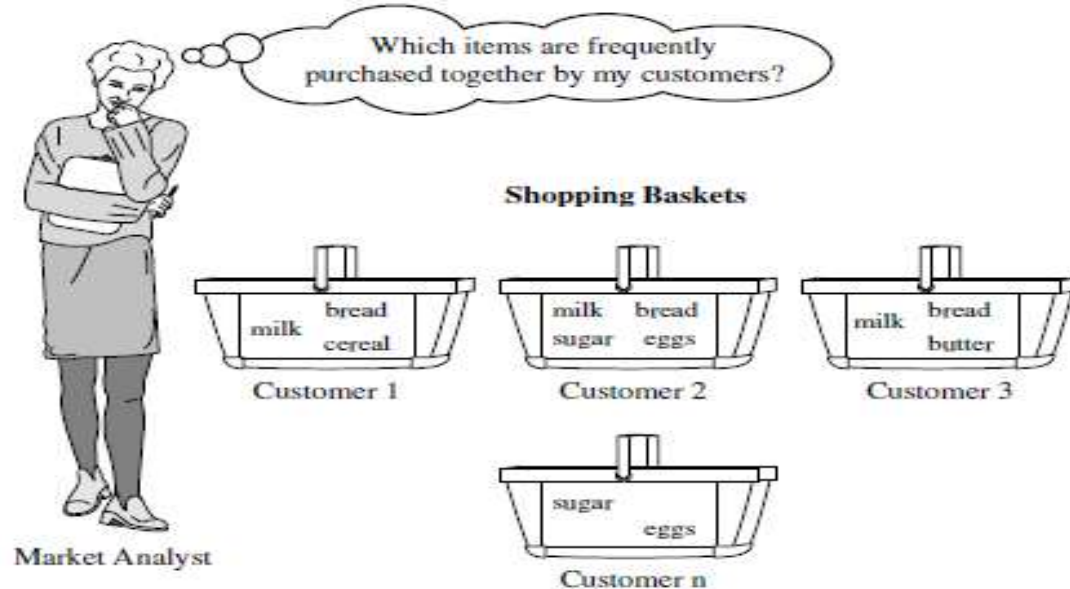 Which items are frequently
purchased together by my customers?
Shopping Baskets
milk bread
cereal
Customer 1
milk bread
sugar eggs
Customer 2
milk bread
butter
Customer 3
sugar
eggs
Customer n
Market Analyst